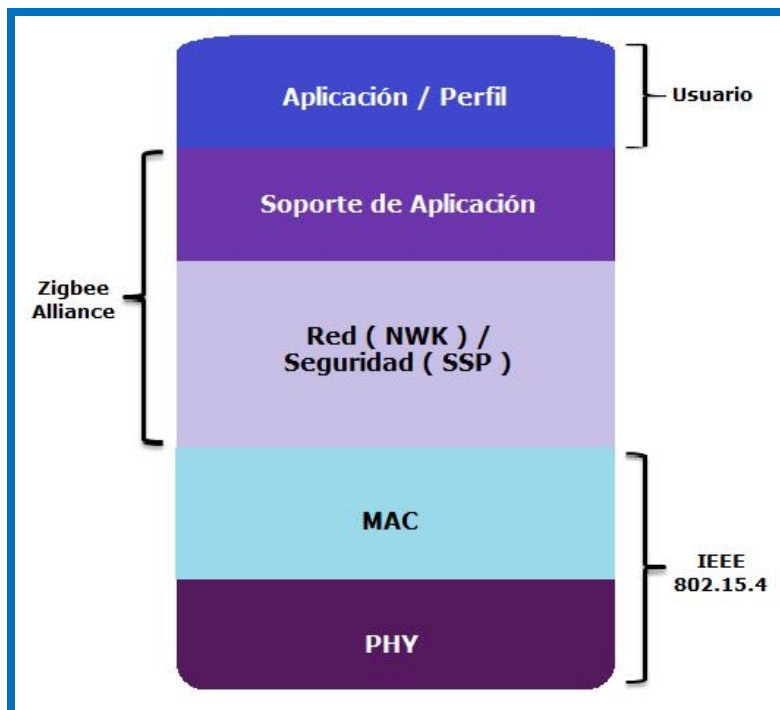 Aplicación / Perfil
Usuario
Soporte de Aplicación
Zigbee
Alliance
Red ( NWK ) /
Seguridad ( SSP )
MAC
IEEE
802.15.4
PHY